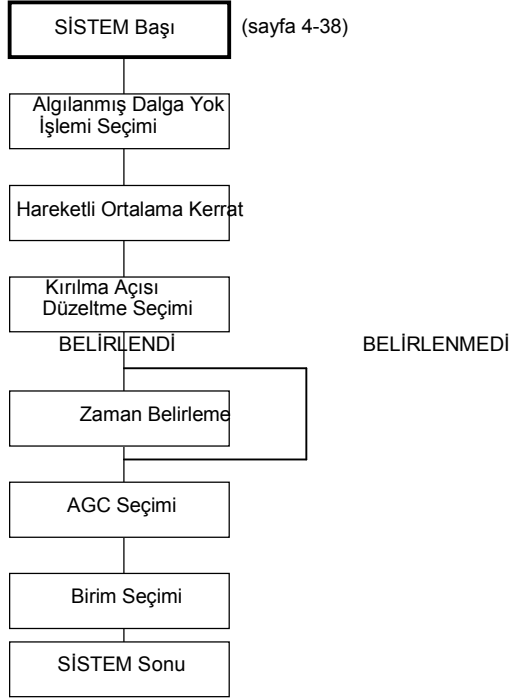 SİSTEM Başı
(sayfa 4-38)
Algılanmış Dalga Yok
İşlemi Seçimi
Hareketli Ortalama Kerrat
Kırılma Açısı
Düzeltme Seçimi
BELİRLENDİ
BELİRLENMEDİ
Zaman Belirleme
AGC Seçimi
Birim Seçimi
SİSTEM Sonu